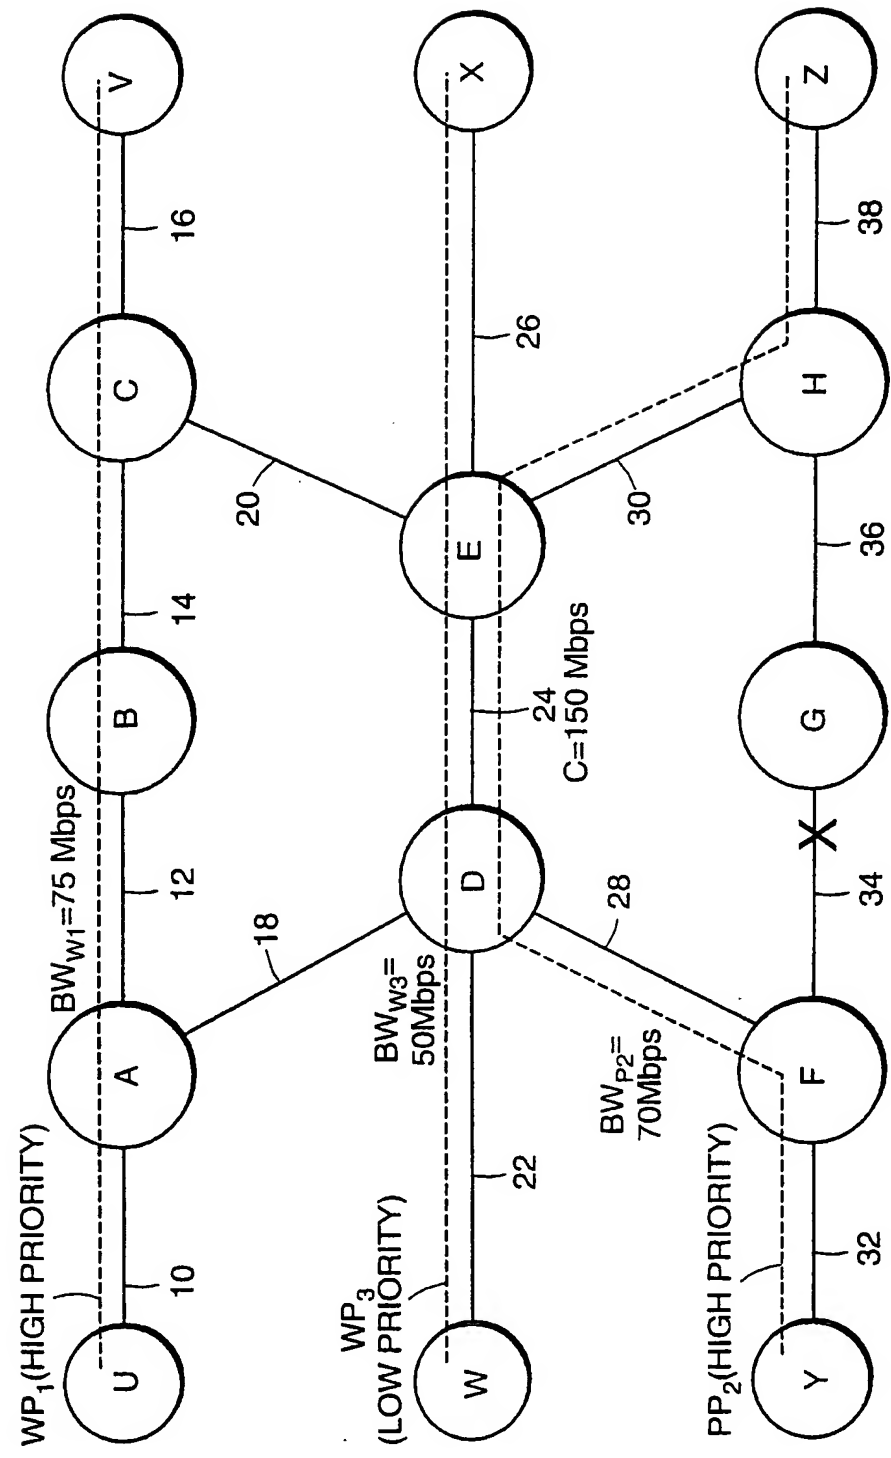 WP1(HIGH PRIORITY)
BWW1=75 Mbps
U
A
B
C
V
10
12
14
16
18
20
WP3
(LOW PRIORITY)
BWW3=
50Mbps
W
D
E
X
22
24
C=150 Mbps
26
28
30
BWP2=
70Mbps
PP2(HIGH PRIORITY)
Y
F
X
G
H
Z
32
34
36
38